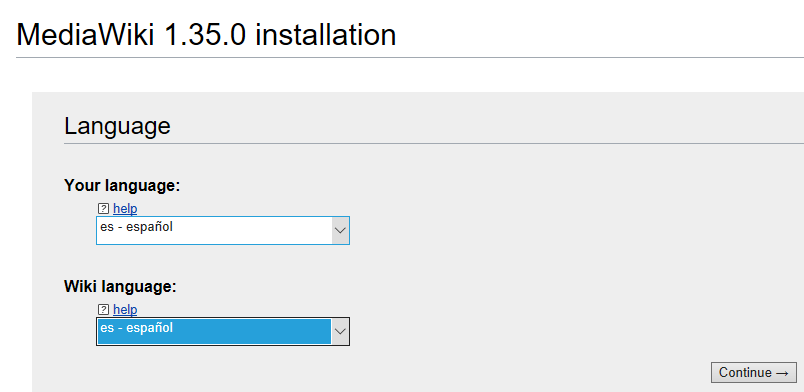 MediaWiki 1.35.0 installation
Language
Your language:
? help
es - español
Wiki language:
? help
es - español
Continue →